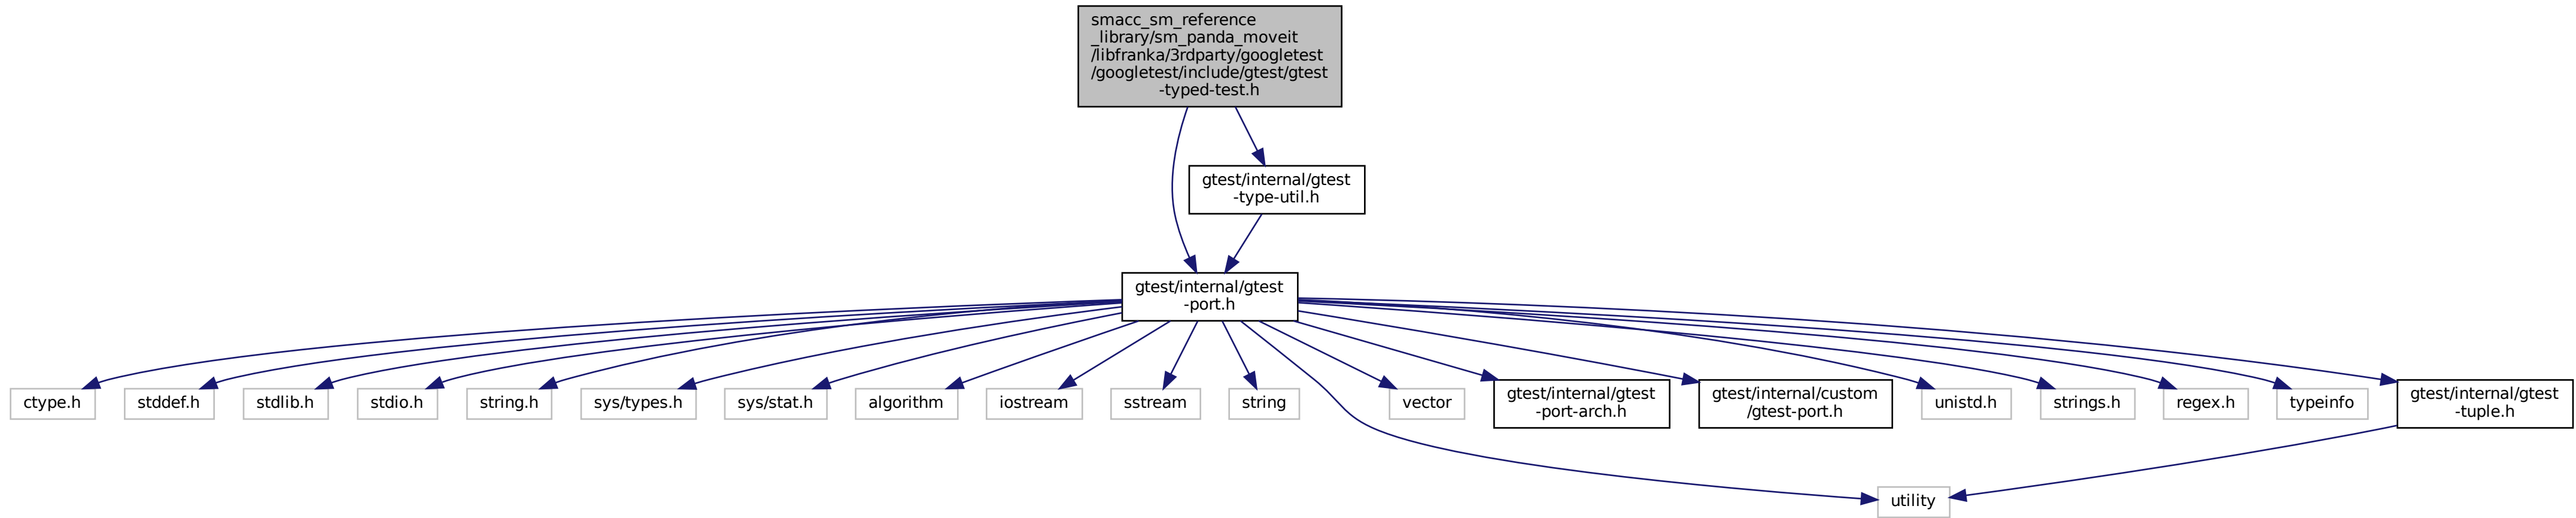 smacc_sm_reference
_library/sm_panda_moveit
/libfranka/3rdparty/googletest
/googletest/include/gtest/gtest
-typed-test.h
gtest/internal/gtest
-type-util.h
gtest/internal/gtest
-port.h
ctype.h
stddef.h
stdlib.h
stdio.h
string.h
sys/types.h
sys/stat.h
algorithm
iostream
sstream
string
vector
gtest/internal/gtest
-port-arch.h
gtest/internal/custom
/gtest-port.h
unistd.h
strings.h
regex.h
typeinfo
gtest/internal/gtest
-tuple.h
utility